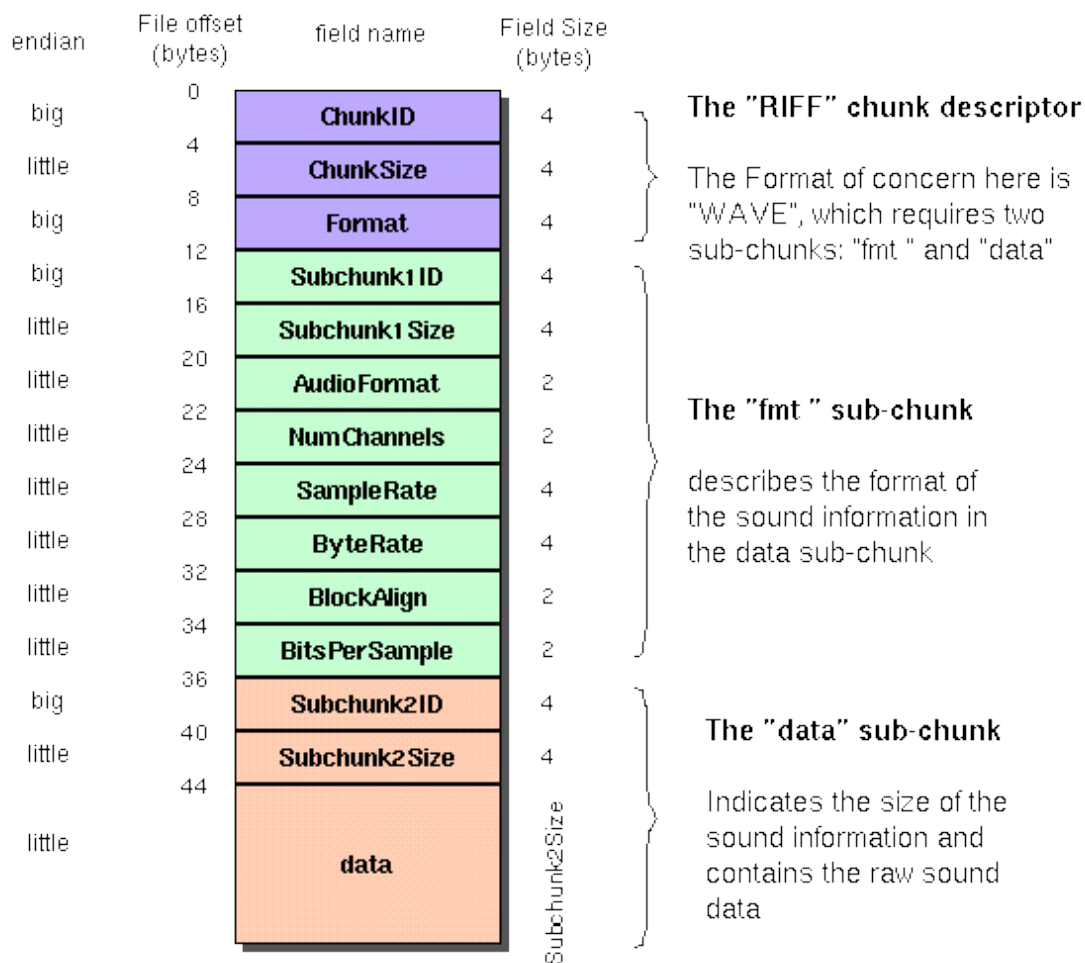 endian
File offset
(bytes)
field name
Field Size
(bytes)
0
big
ChunkID
4
4
little
ChunkSize
4
8
big
Format
4
12
big
Subchunk1ID
4
16
little
Subchunk1Size
4
20
little
AudioFormat
2
22
little
NumChannels
2
24
little
SampleRate
4
28
little
ByteRate
4
32
little
BlockAlign
2
34
little
BitsPerSample
2
36
big
Subchunk2ID
4
40
little
Subchunk2Size
4
44
little
data
Subchunk2Size
The "RIFF" chunk descriptor
The Format of concern here is
"WAVE", which requires two
sub-chunks: "fmt " and "data"
The "fmt " sub-chunk
describes the format of
the sound information in
the data sub-chunk
The "data" sub-chunk
Indicates the size of the
sound information and
contains the raw sound
data